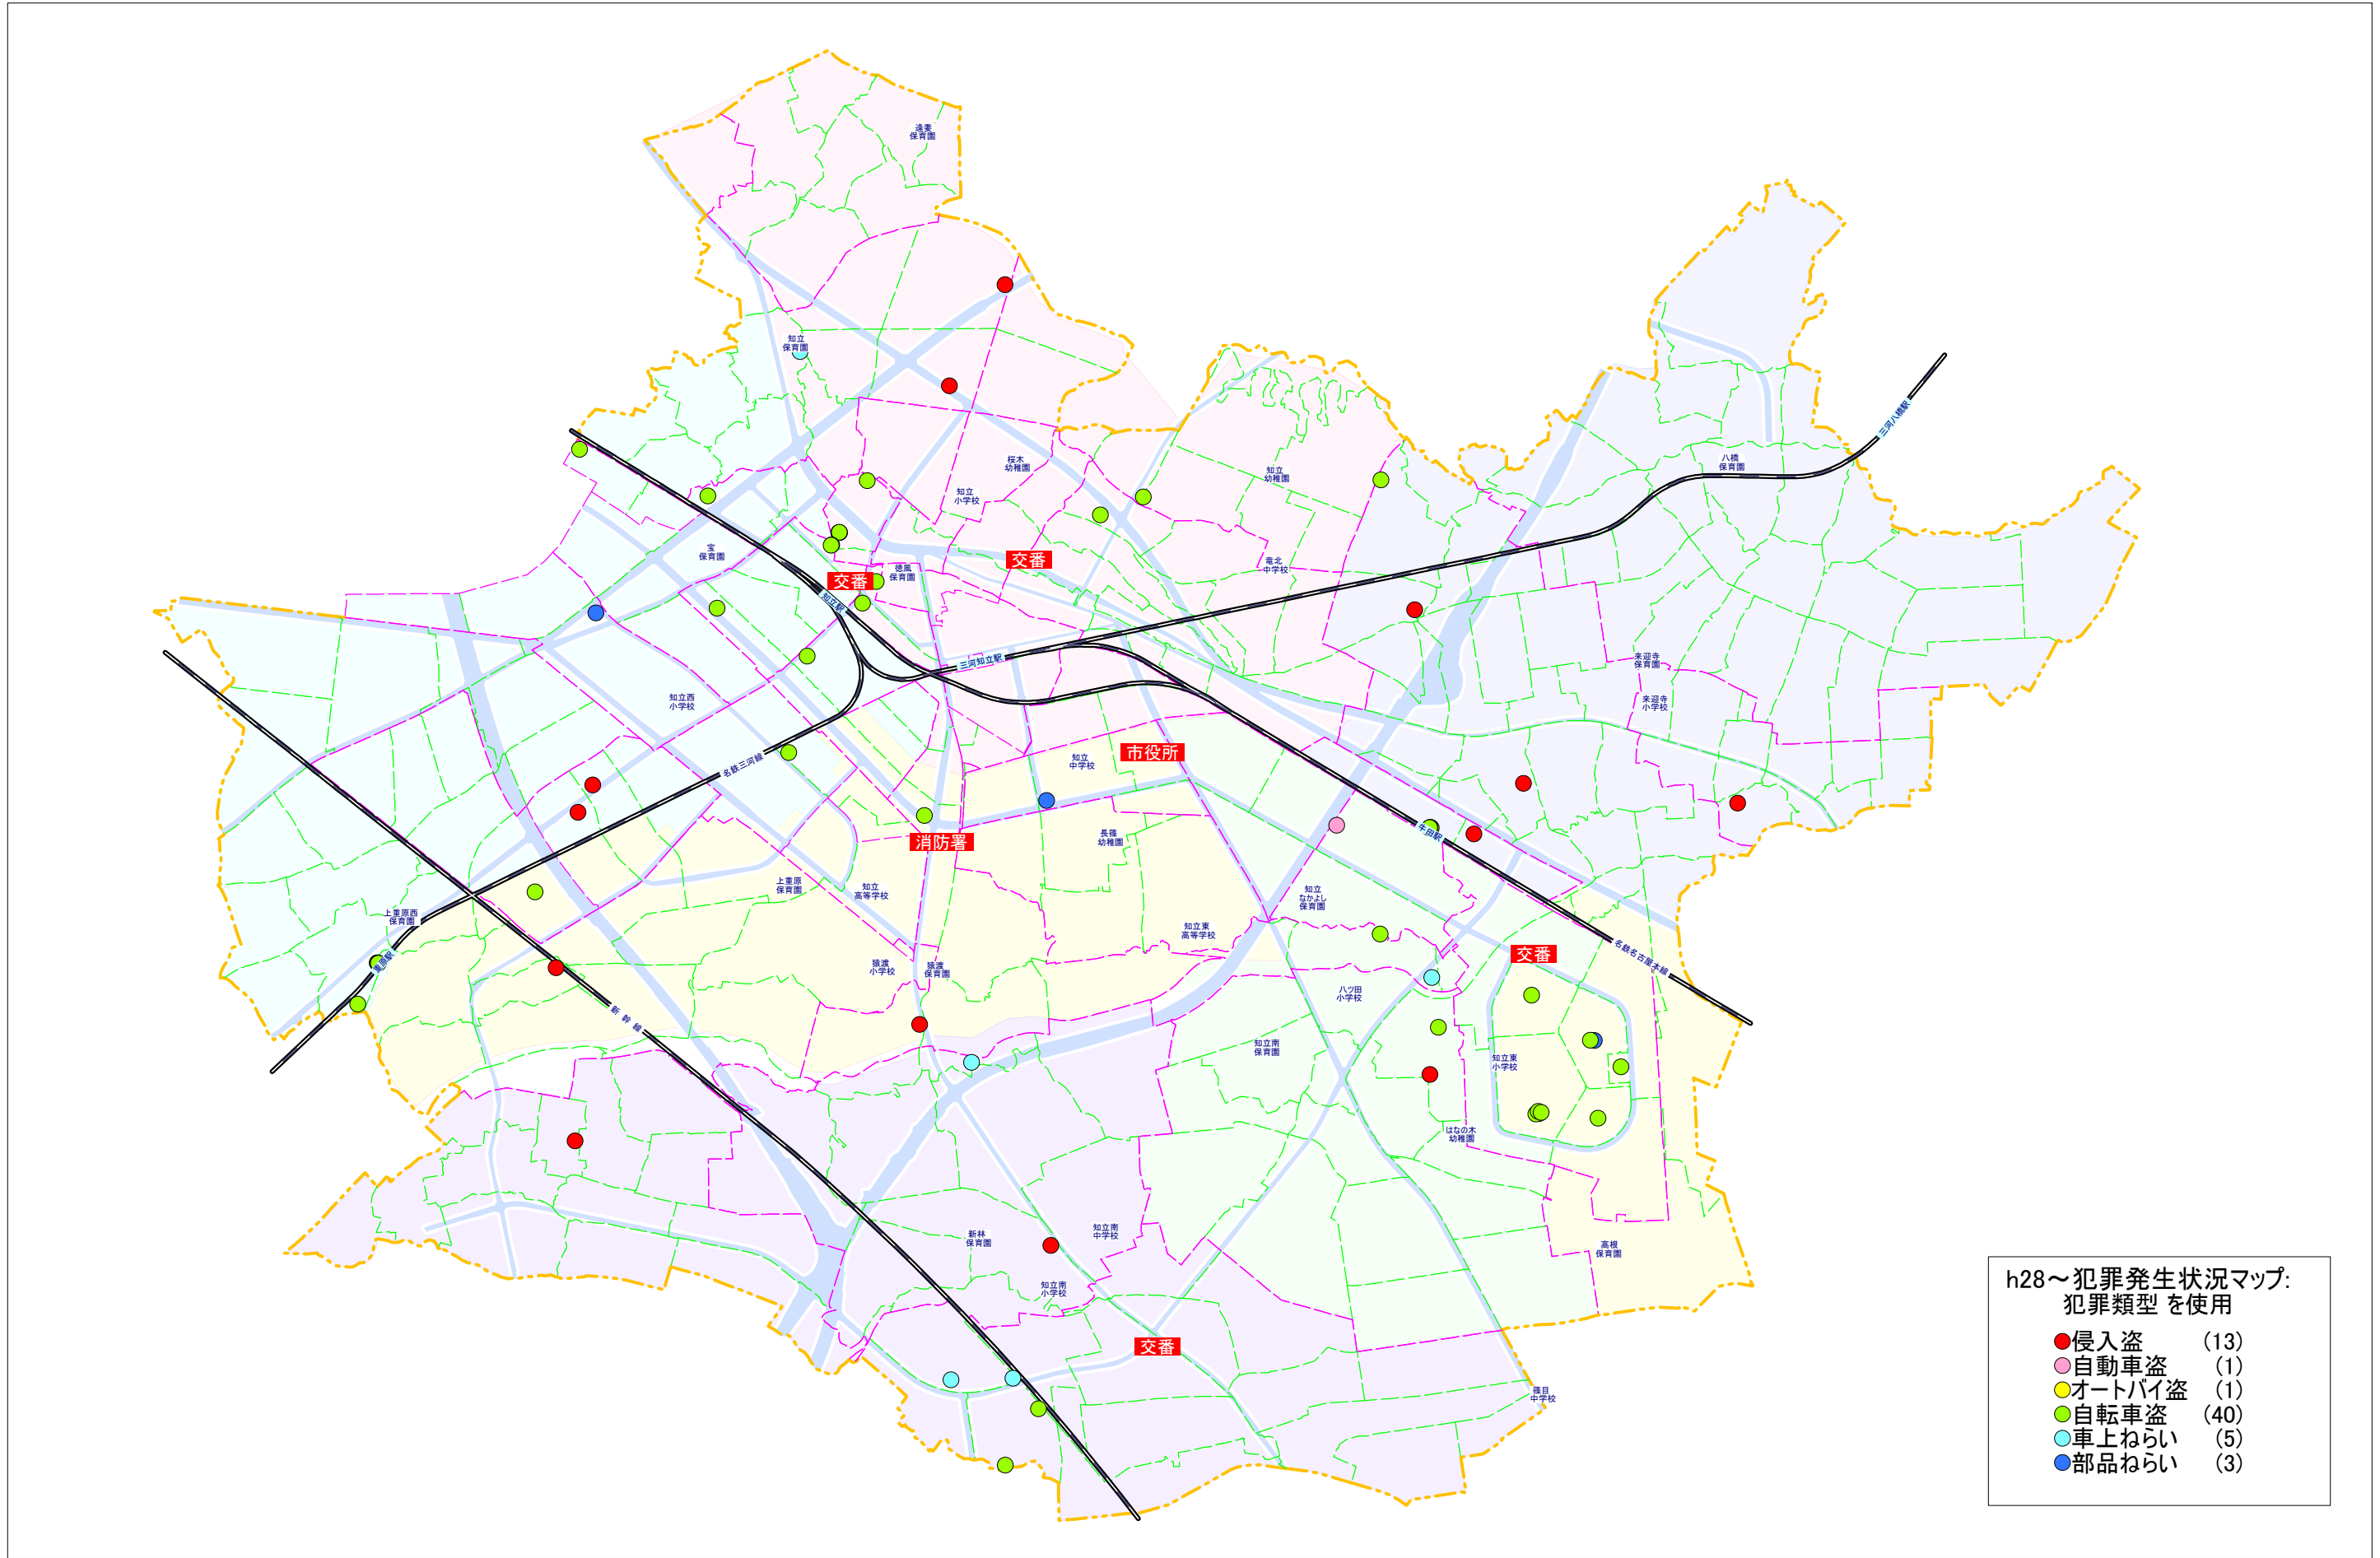 逢妻
保育園
知立
保育園
八橋
保育園
三河八橋駅
桜木
幼稚園
知立
幼稚園
知立
小学校
宝
保育園
交番
竜北
中学校
徳風
保育園
交番
知立駅
三河知立駅
来迎寺
保育園
知立西
小学校
来迎寺
小学校
市役所
知立
中学校
名鉄三河線
牛田駅
消防署
長篠
幼稚園
上重原
保育園
知立
高等学校
知立
なかよし
保育園
上重原西
保育園
知立東
高等学校
名鉄名古屋本線
交番
重原駅
猿渡
小学校
猿渡
保育園
八ツ田
小学校
新幹線
知立南
保育園
知立東
小学校
はなの木
幼稚園
知立南
中学校
新林
保育園
高根
保育園
知立南
小学校
交番
篠目
中学校
h28～犯罪発生状況マップ:
犯罪類型 を使用
侵入盗 (13)
自動車盗 (1)
オートバイ盗 (1)
自転車盗 (40)
車上ねらい (5)
部品ねらい (3)